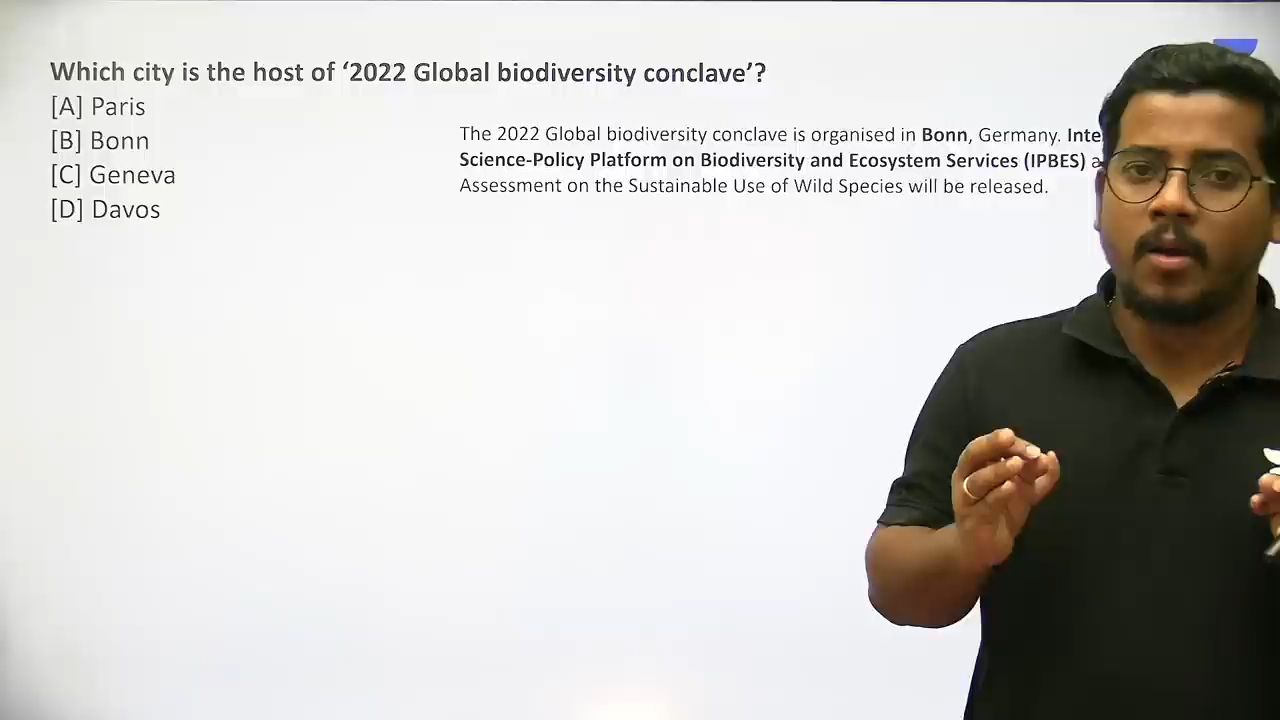 Which city is the host of ‘2022 Global biodiversity conclave’?
[A] Paris
[B] Bonn
[C] Geneva
[D] Davos
The 2022 Global biodiversity conclave is organised in Bonn, Germany.
Science-Policy Platform on Biodiversity and Ecosystem Services (IPBES)
Assessment on the Sustainable Use of Wild Species will be released.